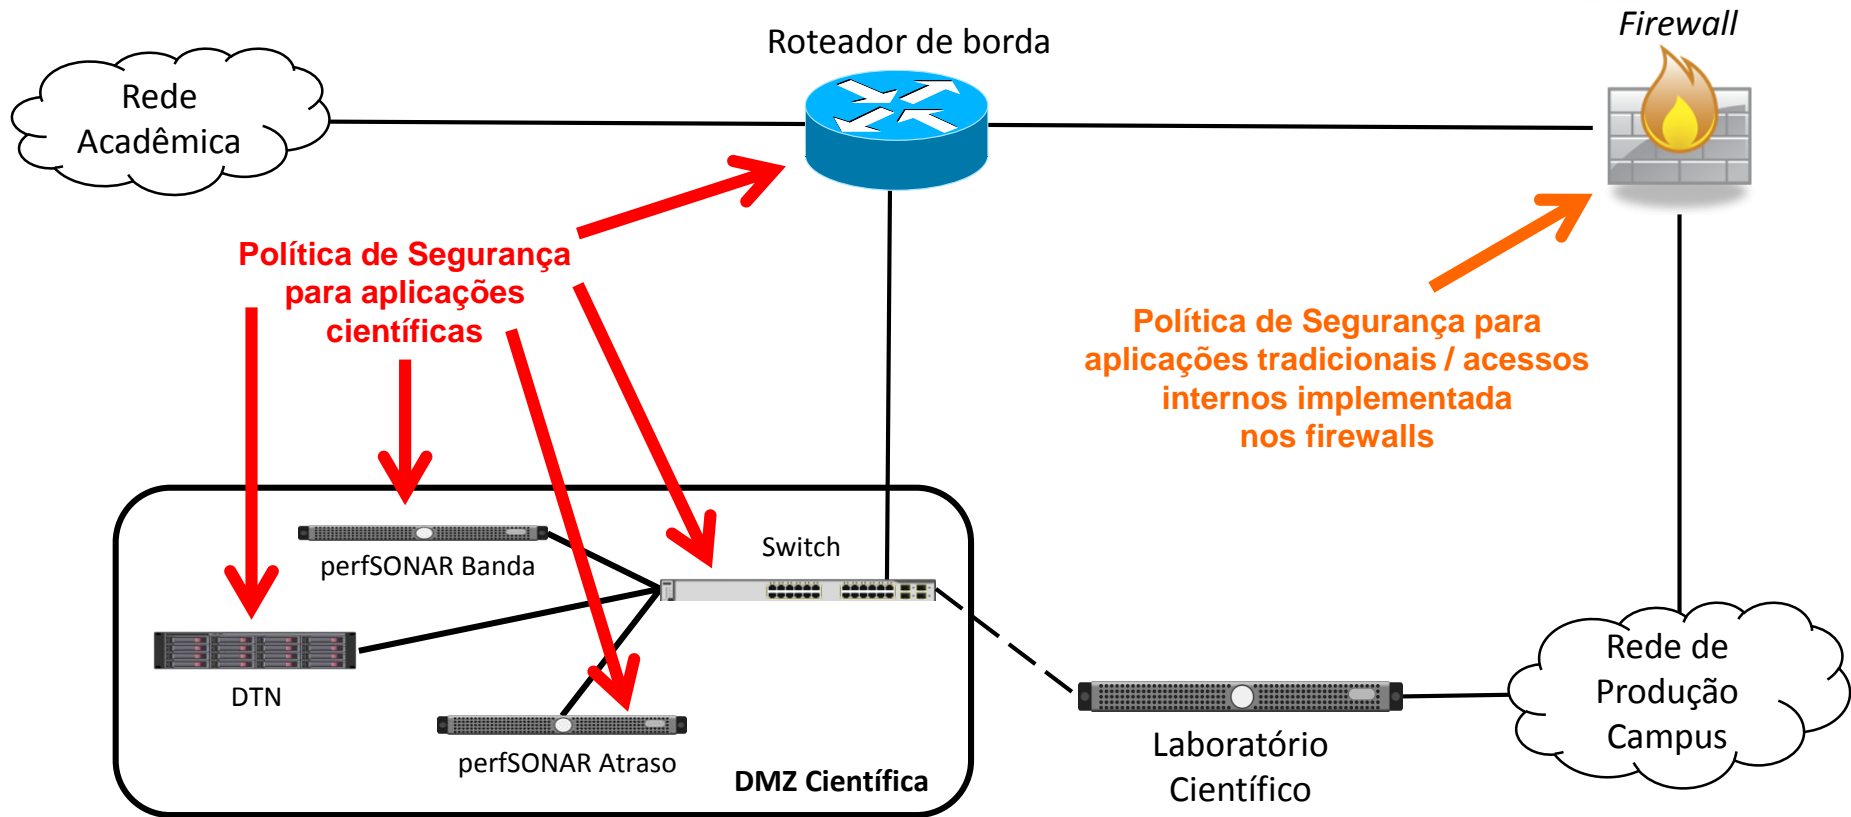 Firewall
Roteador de borda
Rede
Acadêmica
Política de Segurança
para aplicações
científicas
Política de Segurança para
aplicações tradicionais / acessos
internos implementada
nos firewalls
perfSONAR Banda
Switch
DTN
perfSONAR Atraso
DMZ Científica
Laboratório
Científico
Rede de
Produção
Campus